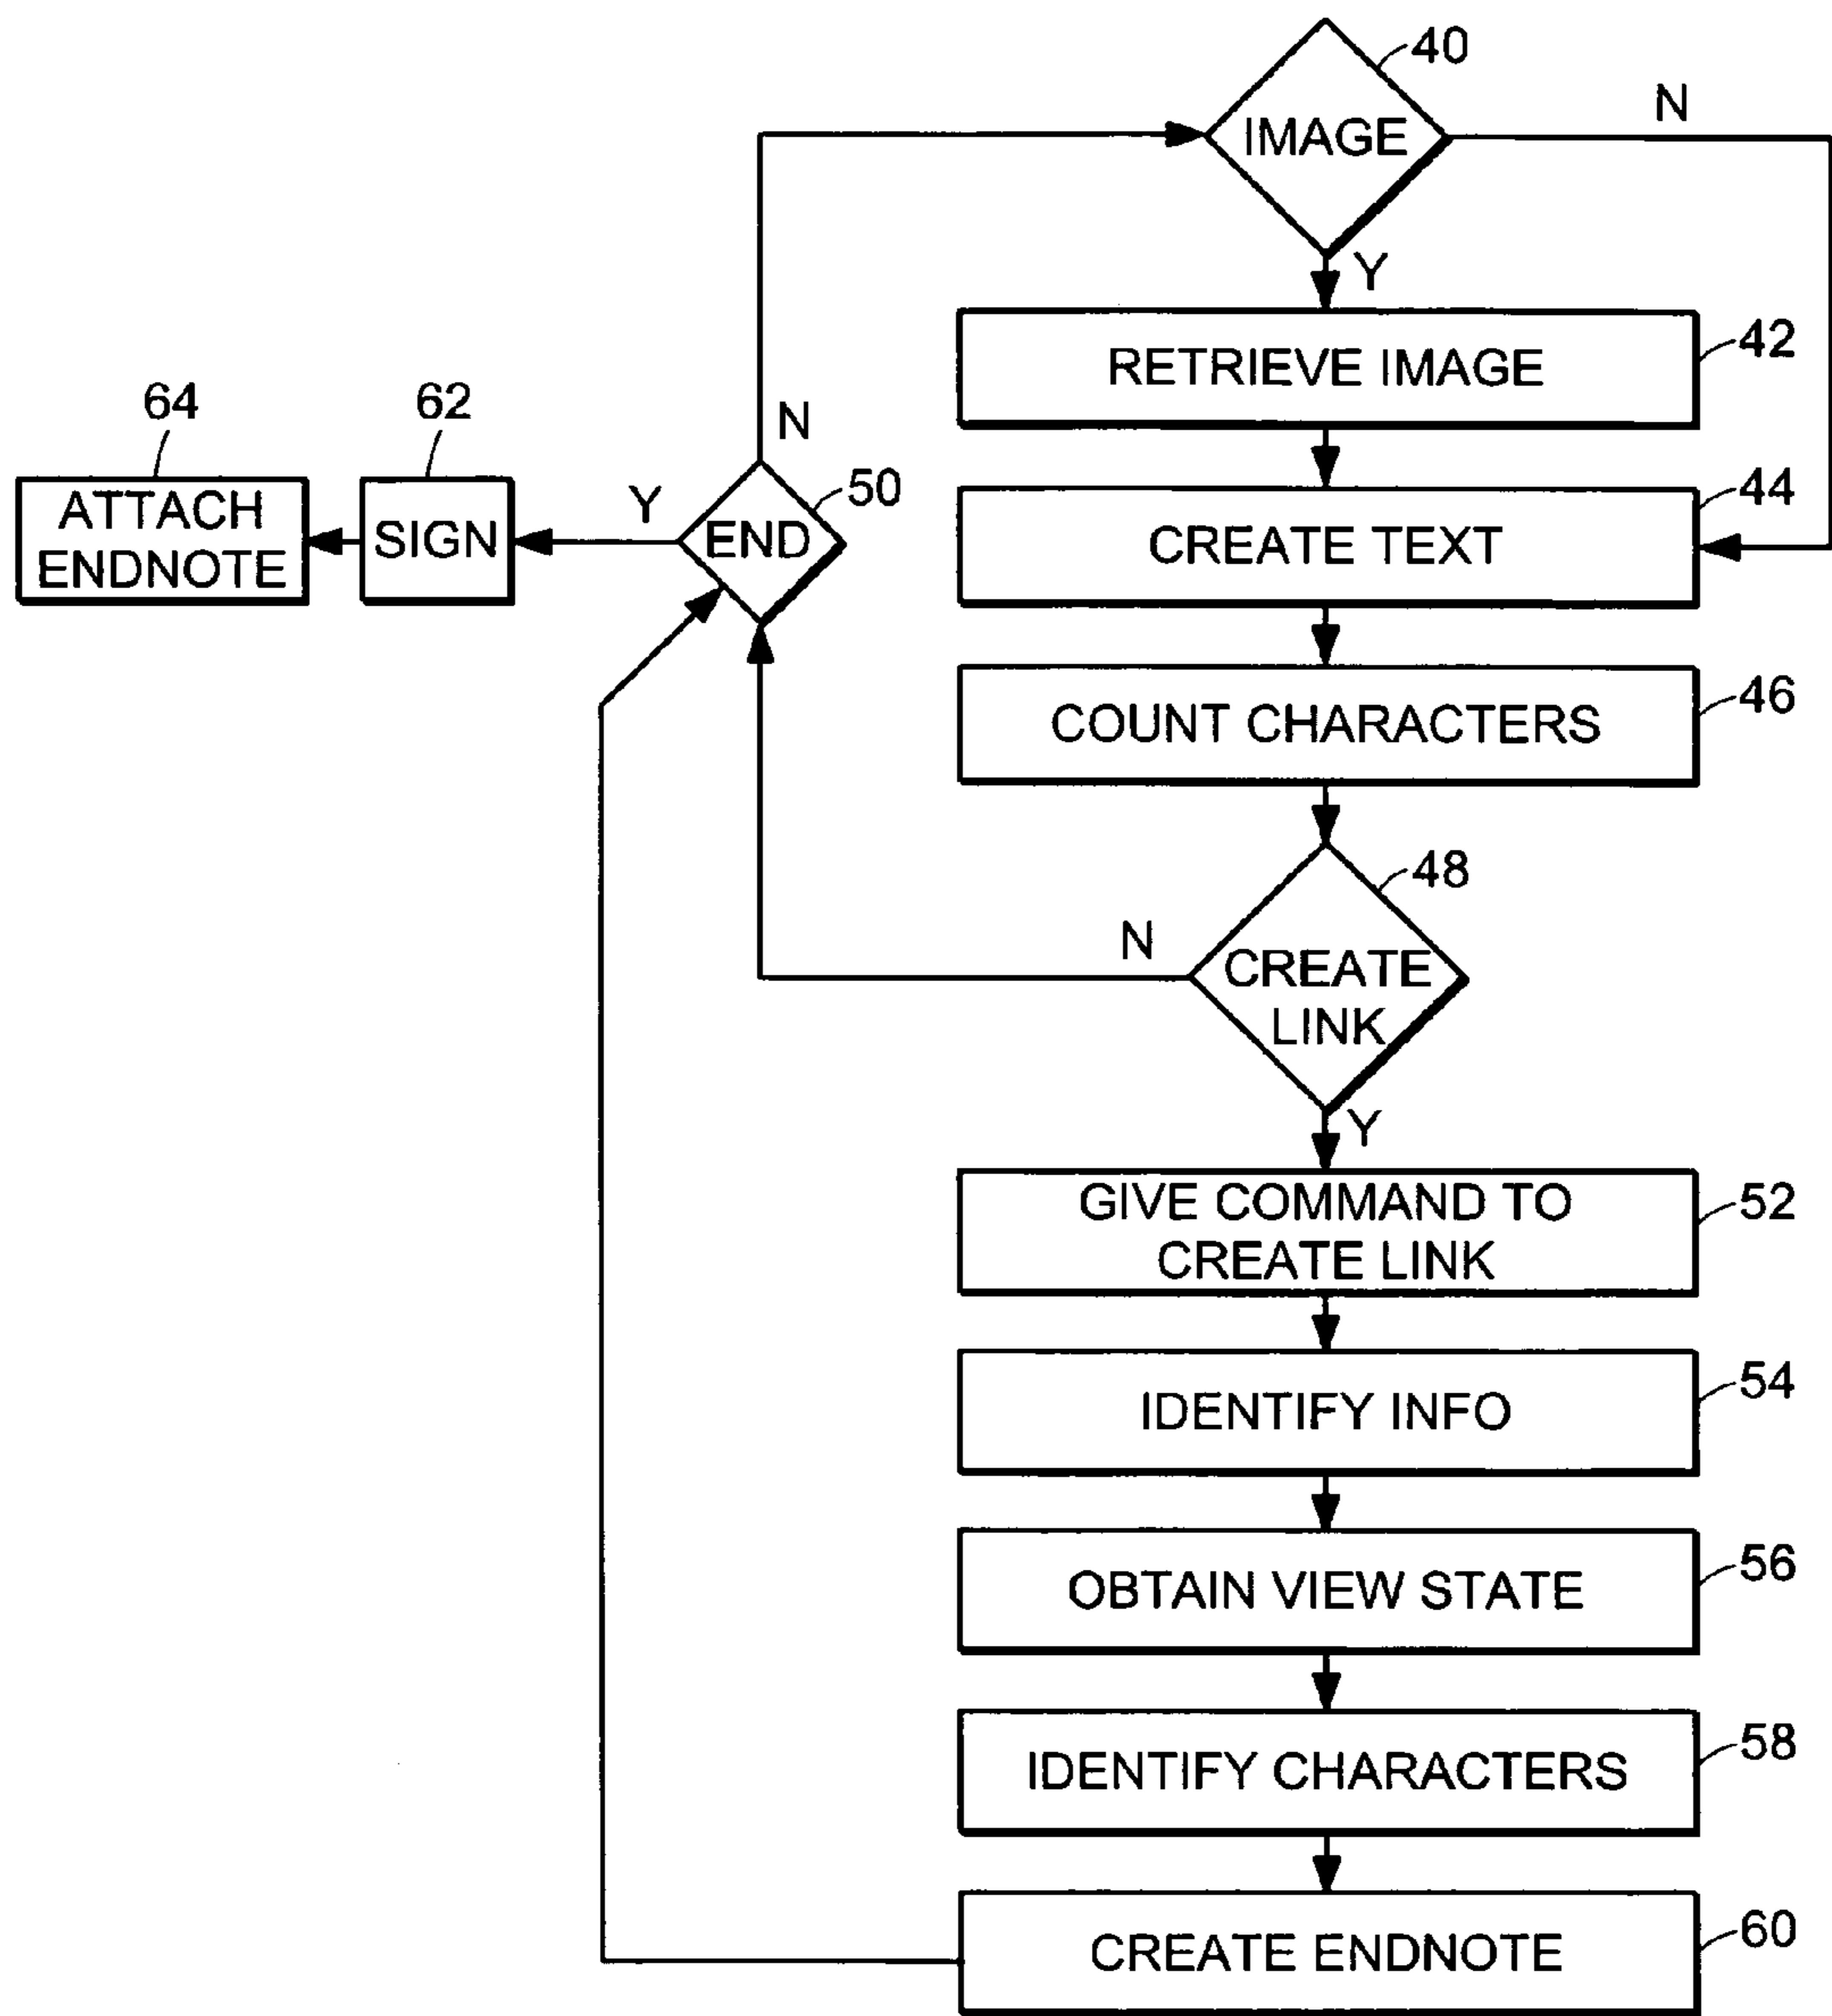 40
IMAGE
N
Y
RETRIEVE IMAGE
42
64
62
N
50
44
ATTACH
ENDNOTE
SIGN
Y
END
CREATE TEXT
COUNT CHARACTERS
46
48
N
CREATE
LINK
Y
GIVE COMMAND TO
CREATE LINK
52
IDENTIFY INFO
54
OBTAIN VIEW STATE
56
IDENTIFY CHARACTERS
58
CREATE ENDNOTE
60